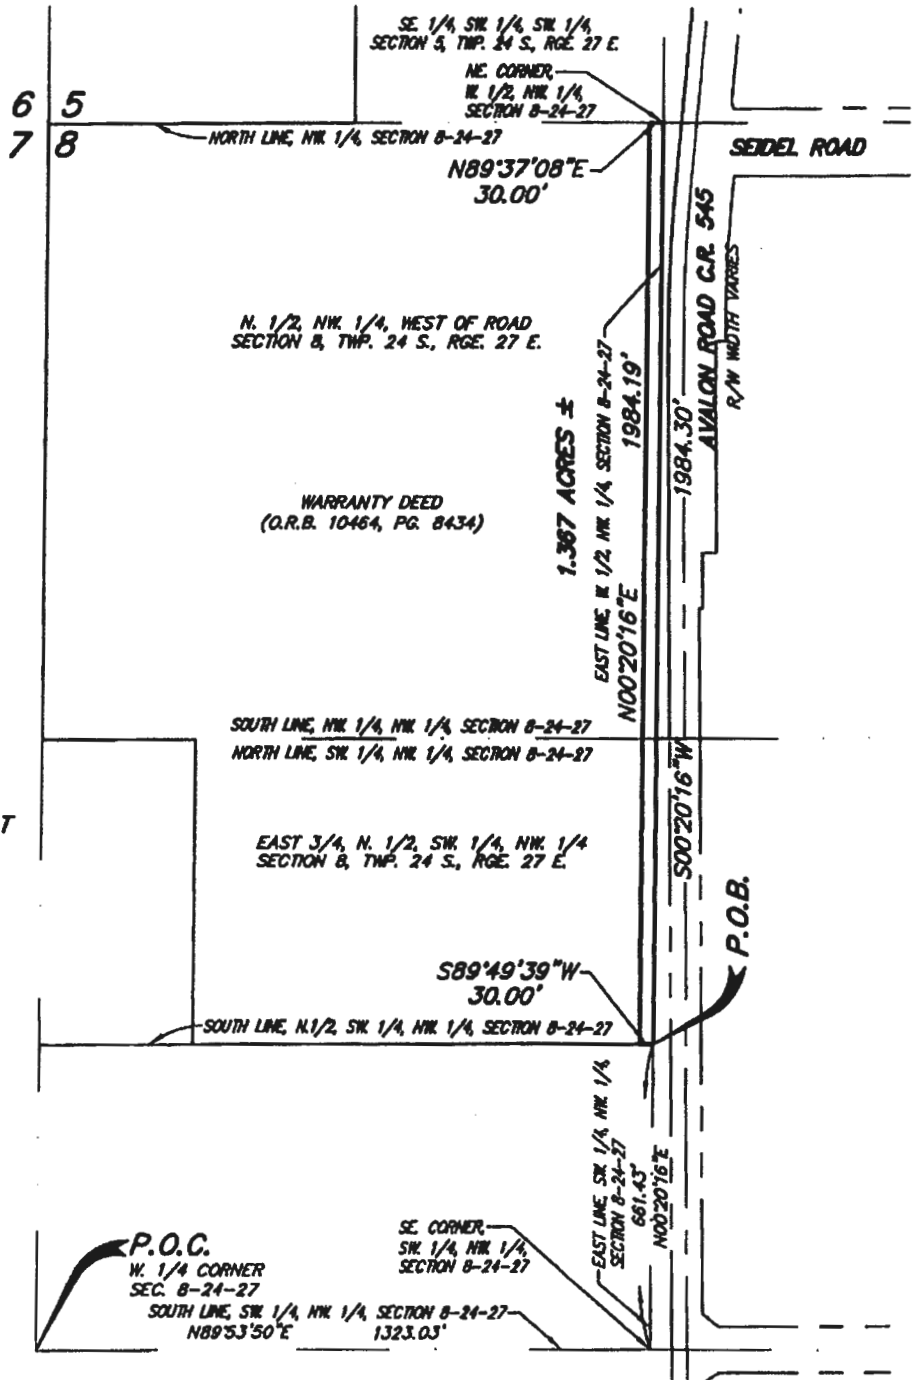 SE. 1/4, SW. 1/4, SW. 1/4,
SECTION 5, TWP. 24 S., RGE. 27 E.
NE. CORNER,
W. 1/2, NW. 1/4,
SECTION 8-24-27
6 5
7 8
NORTH LINE, NW. 1/4, SECTION 8-24-27
N89°37'08"E
30.00'
SEIDEL ROAD
AVALON ROAD C.R. 545
R/W WIDTH VARIES
N. 1/2, NW. 1/4, WEST OF ROAD
SECTION 8, TWP. 24 S., RGE. 27 E.
1.367 ACRES ±
EAST LINE, W. 1/2, NW. 1/4, SECTION 8-24-27
1984.19'
N00°20'16"E
1984.30'
S00°20'16"W
WARRANTY DEED
(O.R.B. 10464, PG. 8434)
SOUTH LINE, NW. 1/4, NW. 1/4, SECTION 8-24-27
NORTH LINE, SW. 1/4, NW. 1/4, SECTION 8-24-27
T
EAST 3/4, N. 1/2, SW. 1/4, NW. 1/4
SECTION 8, TWP. 24 S., RGE. 27 E.
P.O.B.
S89°49'39"W
30.00'
SOUTH LINE, N.1/2, SW. 1/4, NW. 1/4, SECTION 8-24-27
EAST LINE, SW. 1/4, NW. 1/4,
SECTION 8-24-27
661.43'
N00°20'16"E
P.O.C.
W. 1/4 CORNER
SEC. 8-24-27
SE. CORNER,
SW. 1/4, NW. 1/4,
SECTION 8-24-27
SOUTH LINE, SW. 1/4, NW. 1/4, SECTION 8-24-27
N89°53'50"E 1323.03'